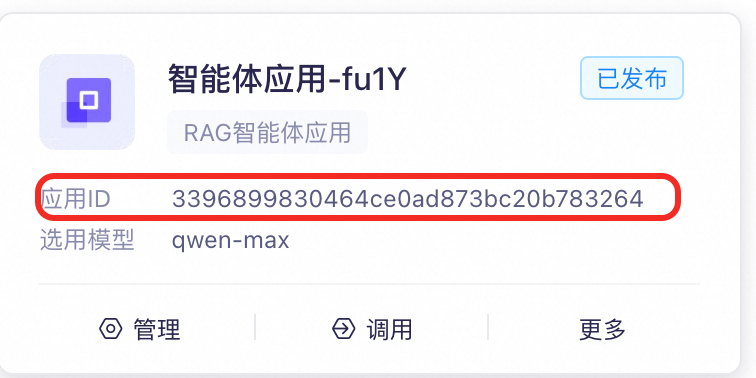 智能体应用-fu1Y
已发布
RAG智能体应用
应用ID 3396899830464ce0ad873bc20b783264
选用模型 qwen-max
管理 调用 更多